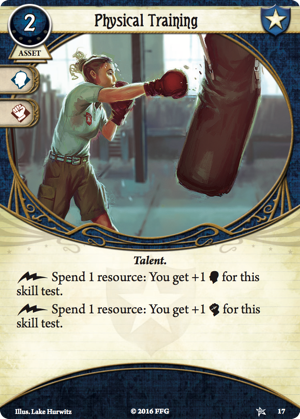 2
Physical Training
ASSET
Talent.
Spend 1 resource: You get +1 for this
skill test.
Spend 1 resource: You get +1 for this
skill test.
Illus. Lake Hurwitz
© 2016 FFG
17